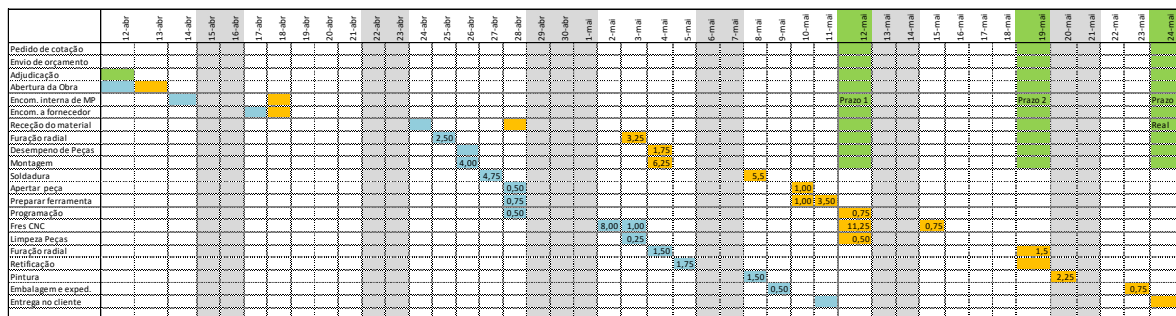 12-abr 13-abr 14-abr 15-abr 16-abr 17-abr 18-abr 19-abr 20-abr 21-abr 22-abr 23-abr 24-abr 25-abr 26-abr 27-abr 28-abr 29-abr 30-abr 1-mai 2-mai 3-mai 4-mai 5-mai 6-mai 7-mai 8-mai 9-mai 10-mai 11-mai 12-mai 13-mai 14-mai 15-mai 16-mai 17-mai 18-mai 19-mai 20-mai 21-mai 22-mai 23-mai 24-mai
Pedido de cotação
Envio de orçamento
Adjudicação
Abertura da Obra
Encom. interna de MP Prazo 1 Prazo 2 Prazo
Encom. a fornecedor
Receção do material Real
Furação radial 2,50 3,25
Desempeno de Peças 1,75
Montagem 4,00 6,25
Soldadura 4,75 5,5
Apertar peça 0,50 1,00
Preparar ferramenta 0,75 1,00 3,50
Programação 0,50 0,75
Fres CNC 8,00 1,00 11,25 0,75
Limpeza Peças 0,25 0,50
Furação radial 1,50 1,5
Retificação 1,75
Pintura 1,50 2,25
Embalagem e exped. 0,50 0,75
Entrega no cliente